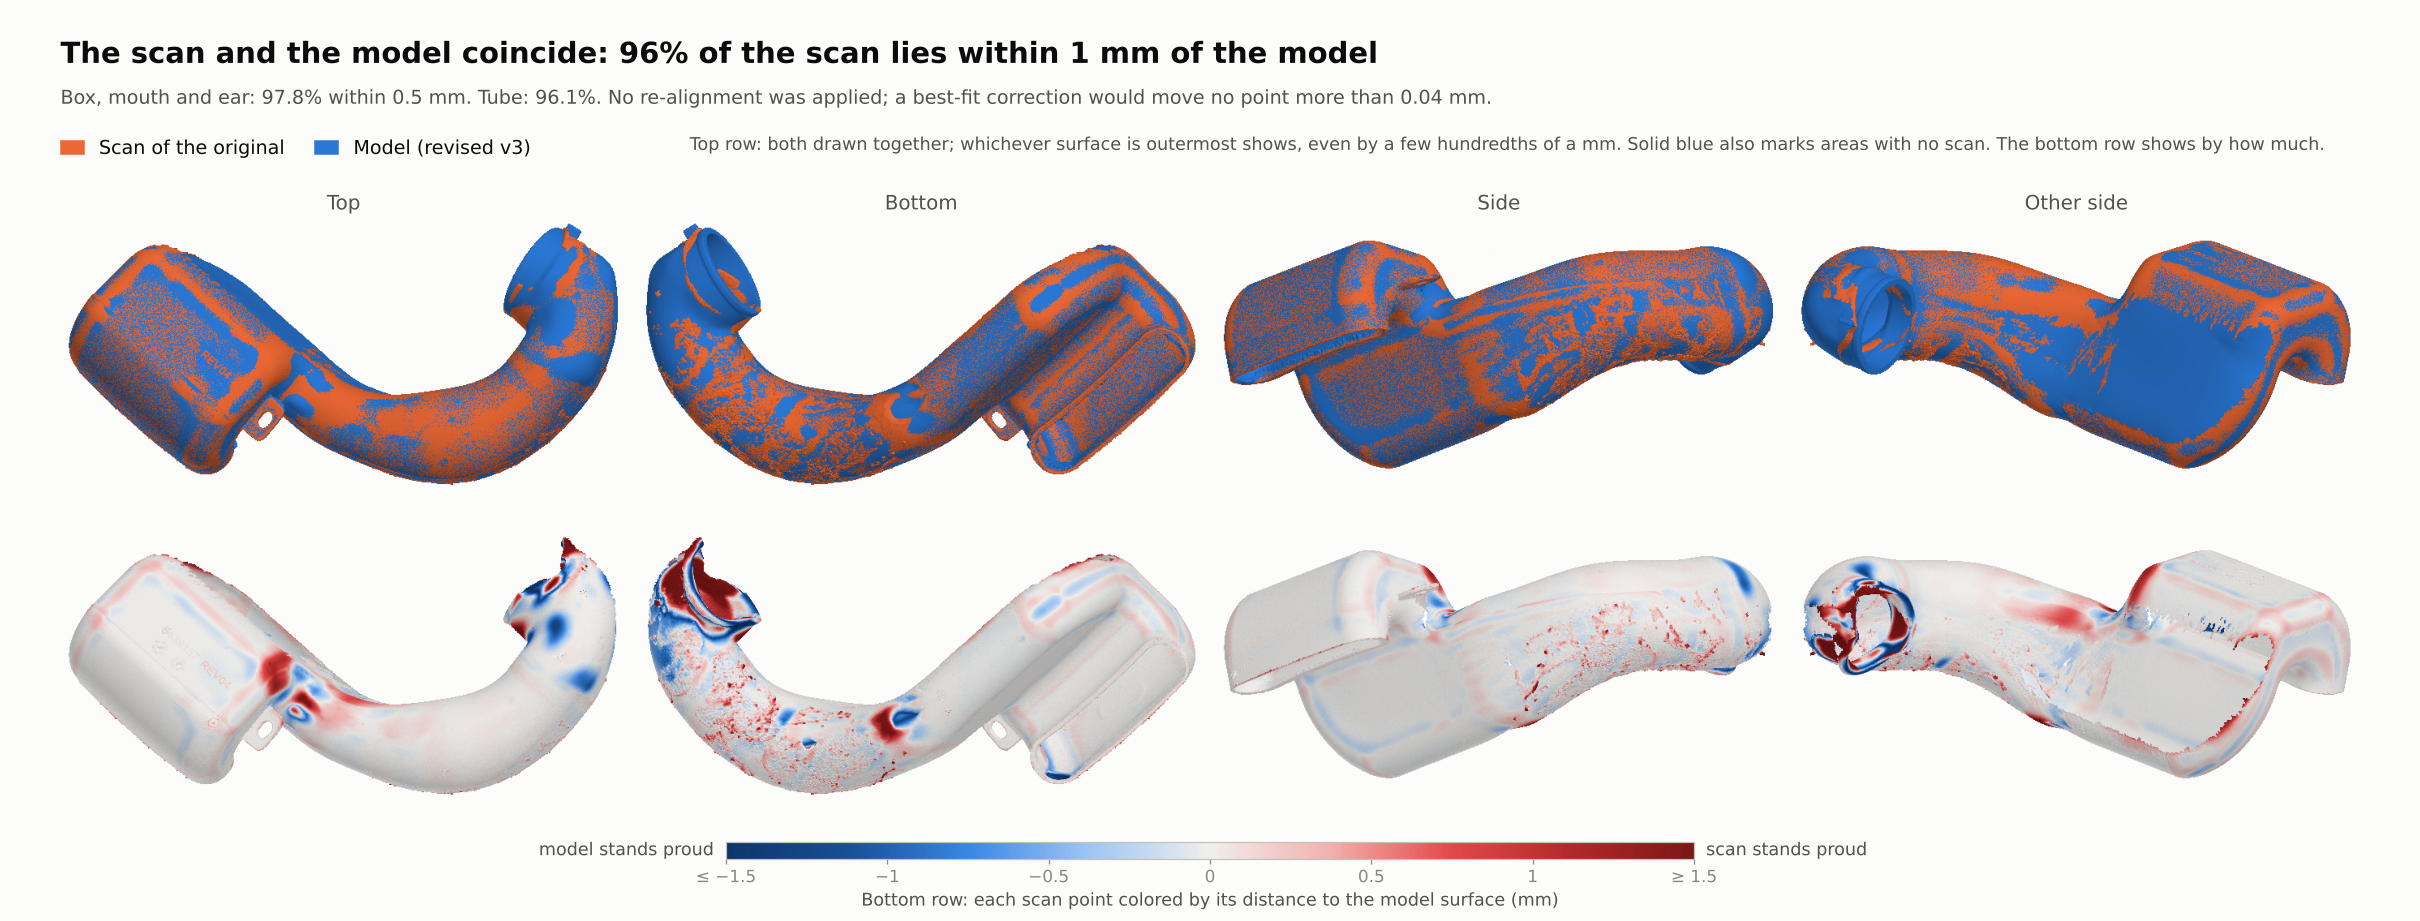 The scan and the model coincide: 96% of the scan lies within 1 mm of the model
Box, mouth and ear: 97.8% within 0.5 mm. Tube: 96.1%. No re-alignment was applied; a best-fit correction would move no point more than 0.04 mm.
Scan of the original
Model (revised v3)
Top row: both drawn together; whichever surface is outermost shows, even by a few hundredths of a mm. Solid blue also marks areas with no scan. The bottom row shows by how much.
Top
Bottom
Side
Other side
model stands proud
scan stands proud
≤ −1.5
−1
−0.5
0
0.5
1
≥ 1.5
Bottom row: each scan point colored by its distance to the model surface (mm)